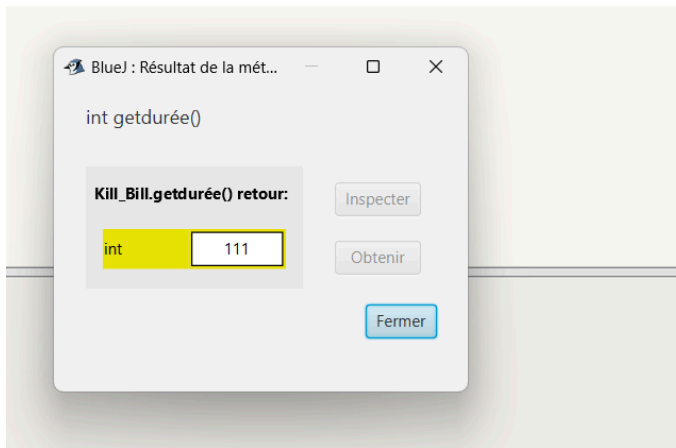 BlueJ : Résultat de la mét...
int getdurée()
Kill_Bill.getdurée() retour:
Inspecter
int 111
Obtenir
Fermer